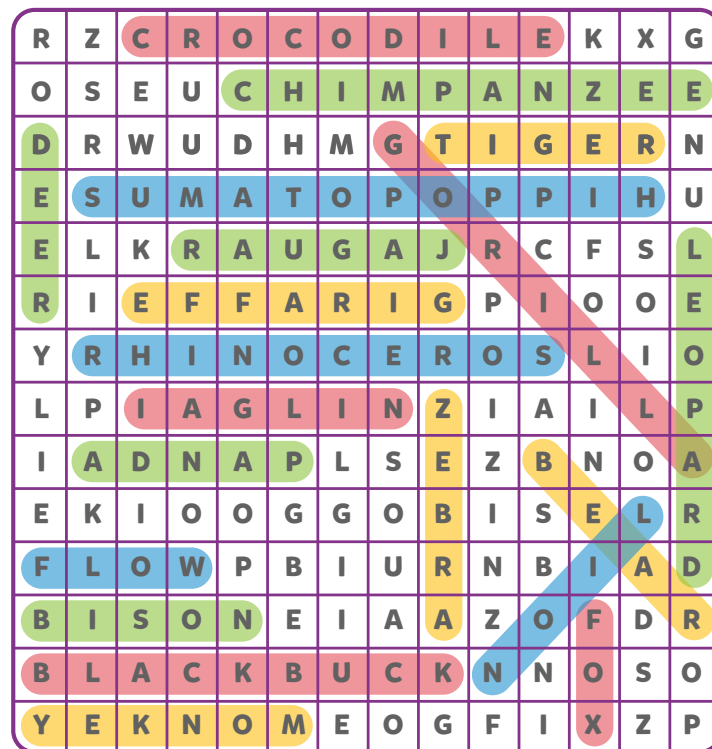 R Z C R O C O D I L E K X G
O S E U C H I M P A N Z E E
D R W U D H M G T I G E R N
E S U M A T O P O P P I H U
E L K R A U G A J R C F S L
R I E F F A R I G P I O O E
Y R H I N O C E R O S L I O
L P I A G L I N Z I A I L P
I A D N A P L S E Z B N O A
E K I O O G G O B I S E L R
F L O W P B I U R N B I A D
B I S O N E I A A Z O F D R
B L A C K B U C K N N O S O
Y E K N O M E O G F I X Z P